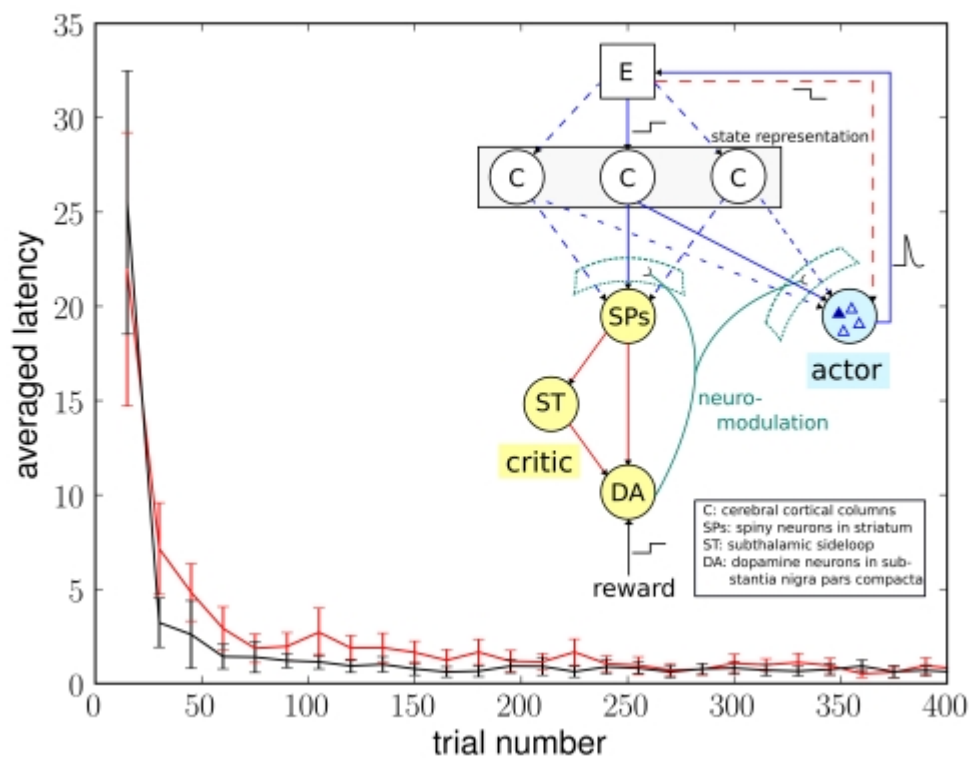 35
30
25
20
15
10
5
0
averaged latency
0
50
100
150
200
250
300
350
400
trial number
E
state representation
C
C
C
SPs
actor
ST
neuro-
modulation
critic
DA
reward
C: cerebral cortical columns
SPs: spiny neurons in striatum
ST: subthalamic sideloop
DA: dopamine neurons in sub-
stantia nigra pars compacta